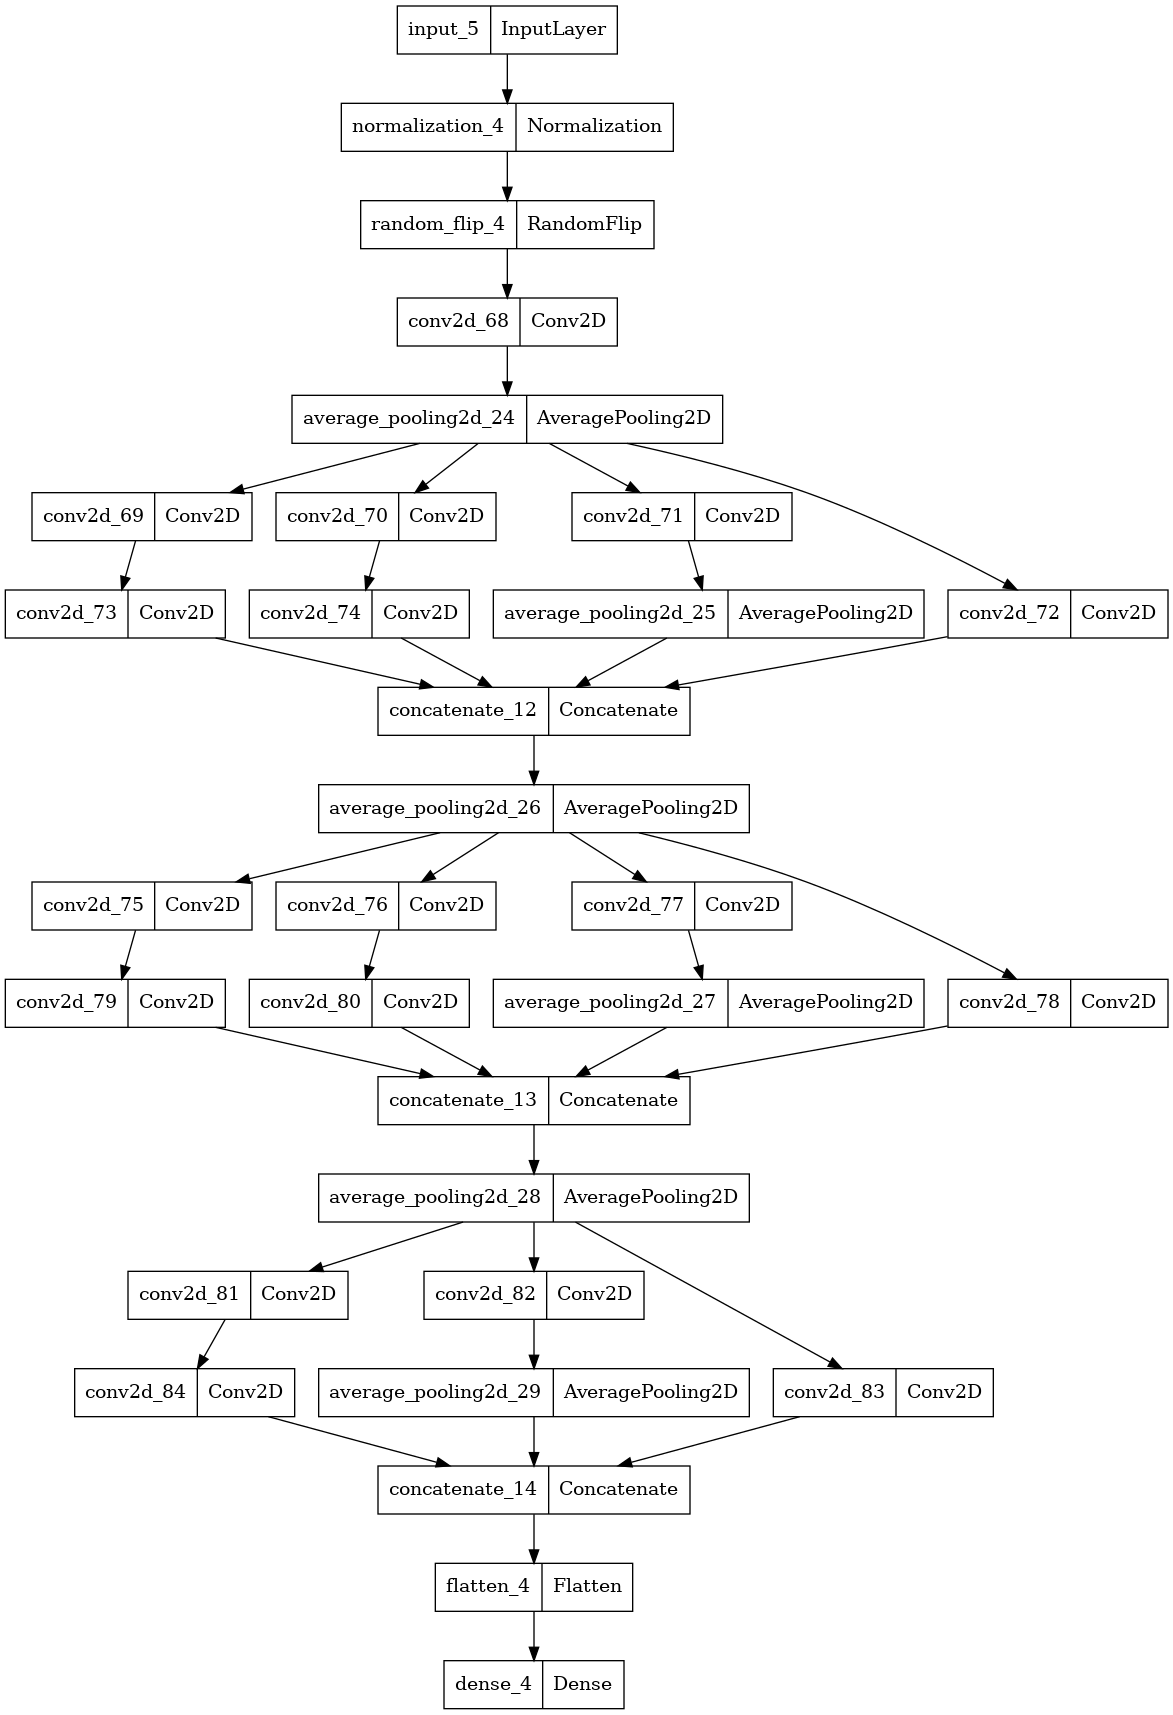 input_5 InputLayer
normalization_4 Normalization
random_flip_4 RandomFlip
conv2d_68 Conv2D
average_pooling2d_24 AveragePooling2D
conv2d_69 Conv2D conv2d_70 Conv2D conv2d_71 Conv2D
conv2d_73 Conv2D conv2d_74 Conv2D average_pooling2d_25 AveragePooling2D conv2d_72 Conv2D
concatenate_12 Concatenate
average_pooling2d_26 AveragePooling2D
conv2d_75 Conv2D conv2d_76 Conv2D conv2d_77 Conv2D
conv2d_79 Conv2D conv2d_80 Conv2D average_pooling2d_27 AveragePooling2D conv2d_78 Conv2D
concatenate_13 Concatenate
average_pooling2d_28 AveragePooling2D
conv2d_81 Conv2D conv2d_82 Conv2D
conv2d_84 Conv2D average_pooling2d_29 AveragePooling2D conv2d_83 Conv2D
concatenate_14 Concatenate
flatten_4 Flatten
dense_4 Dense